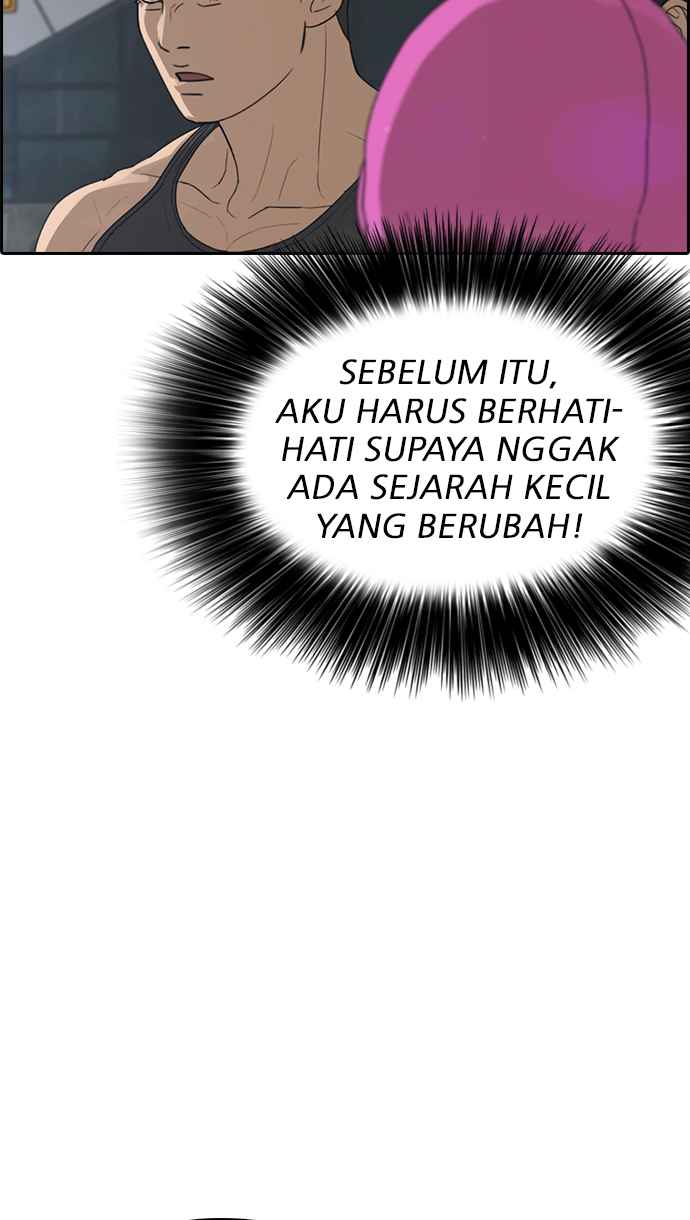 SEBELUM ITU,
AKU HARUS BERHATI-
HATI SUPAYA NGGAK
ADA SEJARAH KECIL
YANG BERUBAH!